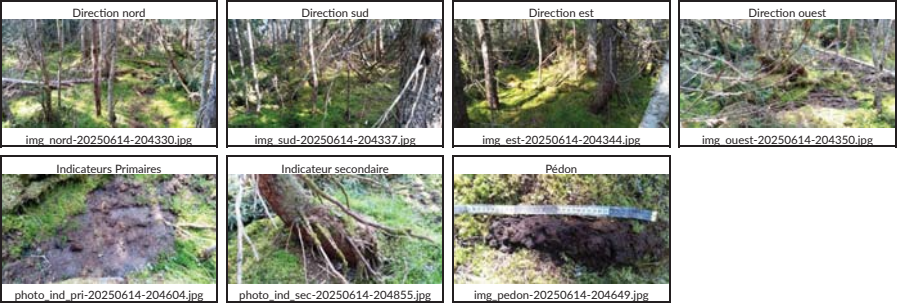 Direction nord
Direction sud
Direction est
Direction ouest
img_nord-20250614-204330.jpg
img_sud-20250614-204337.jpg
img_est-20250614-204344.jpg
img_ouest-20250614-204350.jpg
Indicateurs Primaires
Indicateur secondaire
Pédon
photo_ind_pri-20250614-204604.jpg
photo_ind_sec-20250614-204855.jpg
img_pedon-20250614-204649.jpg